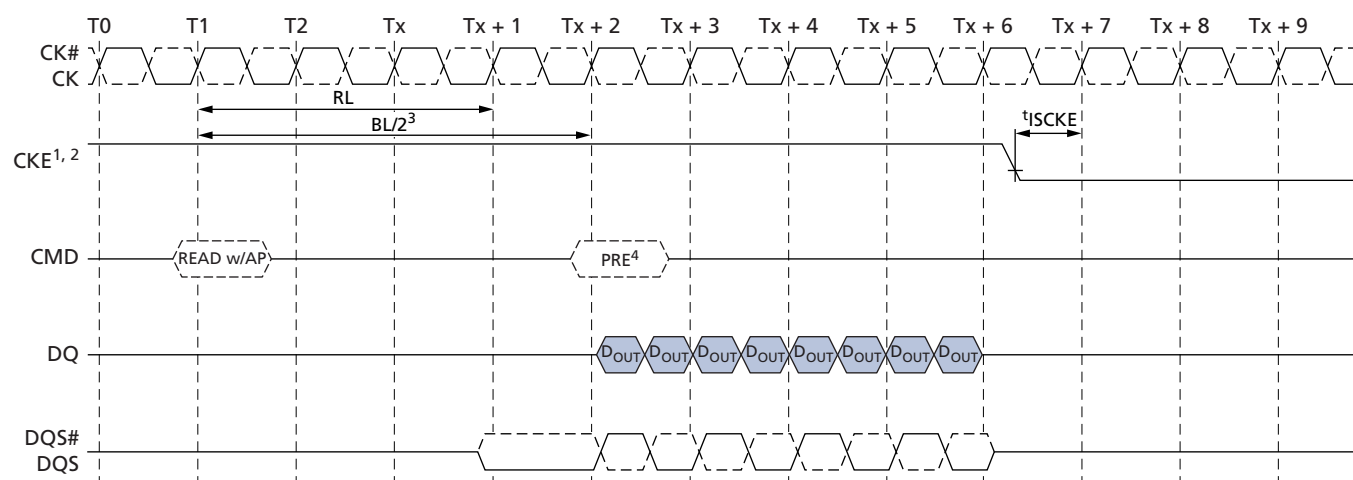 T0 T1 T2 Tx Tx + 1 Tx + 2 Tx + 3 Tx + 4 Tx + 5 Tx + 6 Tx + 7 Tx + 8 Tx + 9
CK#
CK
RL
BL/2³
tISCKE
CKE1, 2
CMD READ w/AP PRE⁴
DQ DOUT DOUT DOUT DOUT DOUT DOUT DOUT DOUT
DQS#
DQS